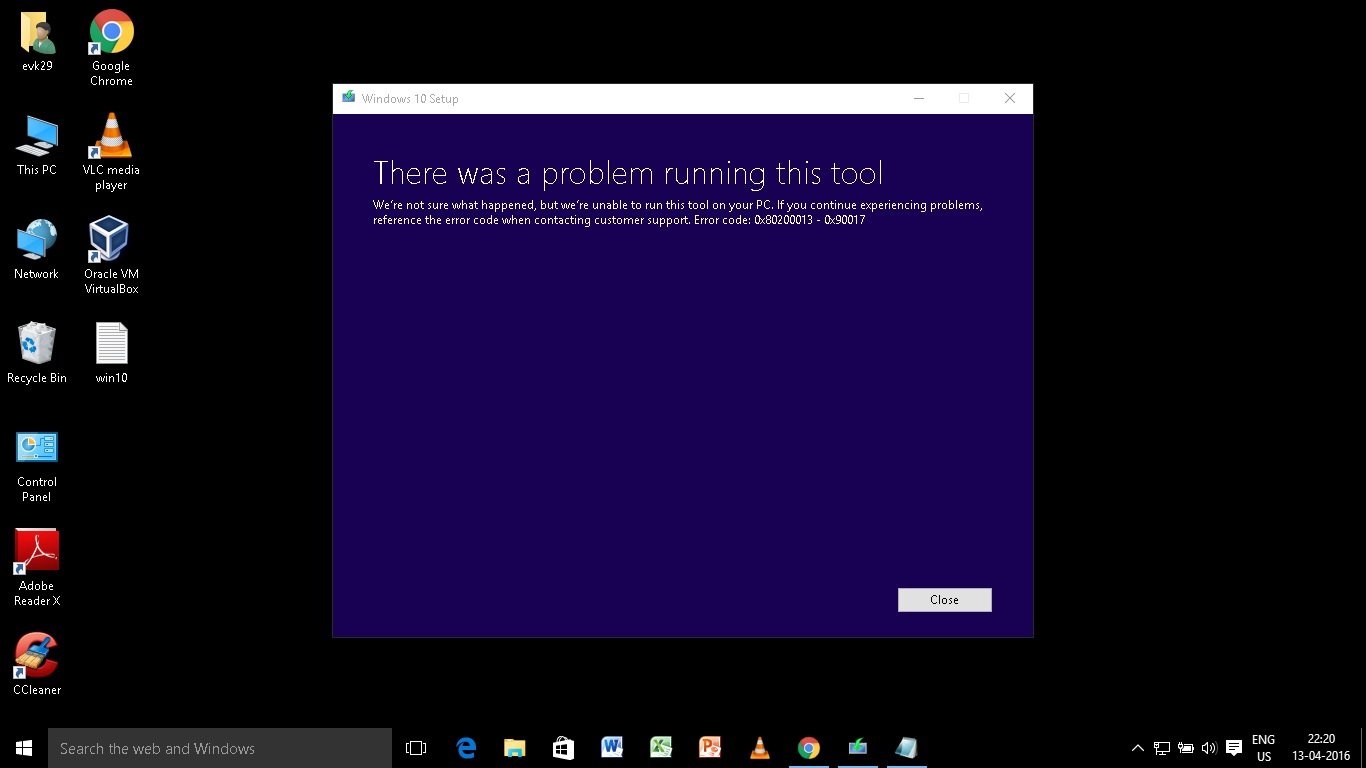 evk29
Google
Chrome
This PC
VLC media
player
Network
Oracle VM
VirtualBox
Recycle Bin
win10
Control
Panel
Adobe
Reader X
CCleaner
Windows 10 Setup
There was a problem running this tool
We're not sure what happened, but we're unable to run this tool on your PC. If you continue experiencing problems,
reference the error code when contacting customer support. Error code: 0x80200013 - 0x90017
Close
Search the web and Windows
ENG
US
22:20
13-04-2016